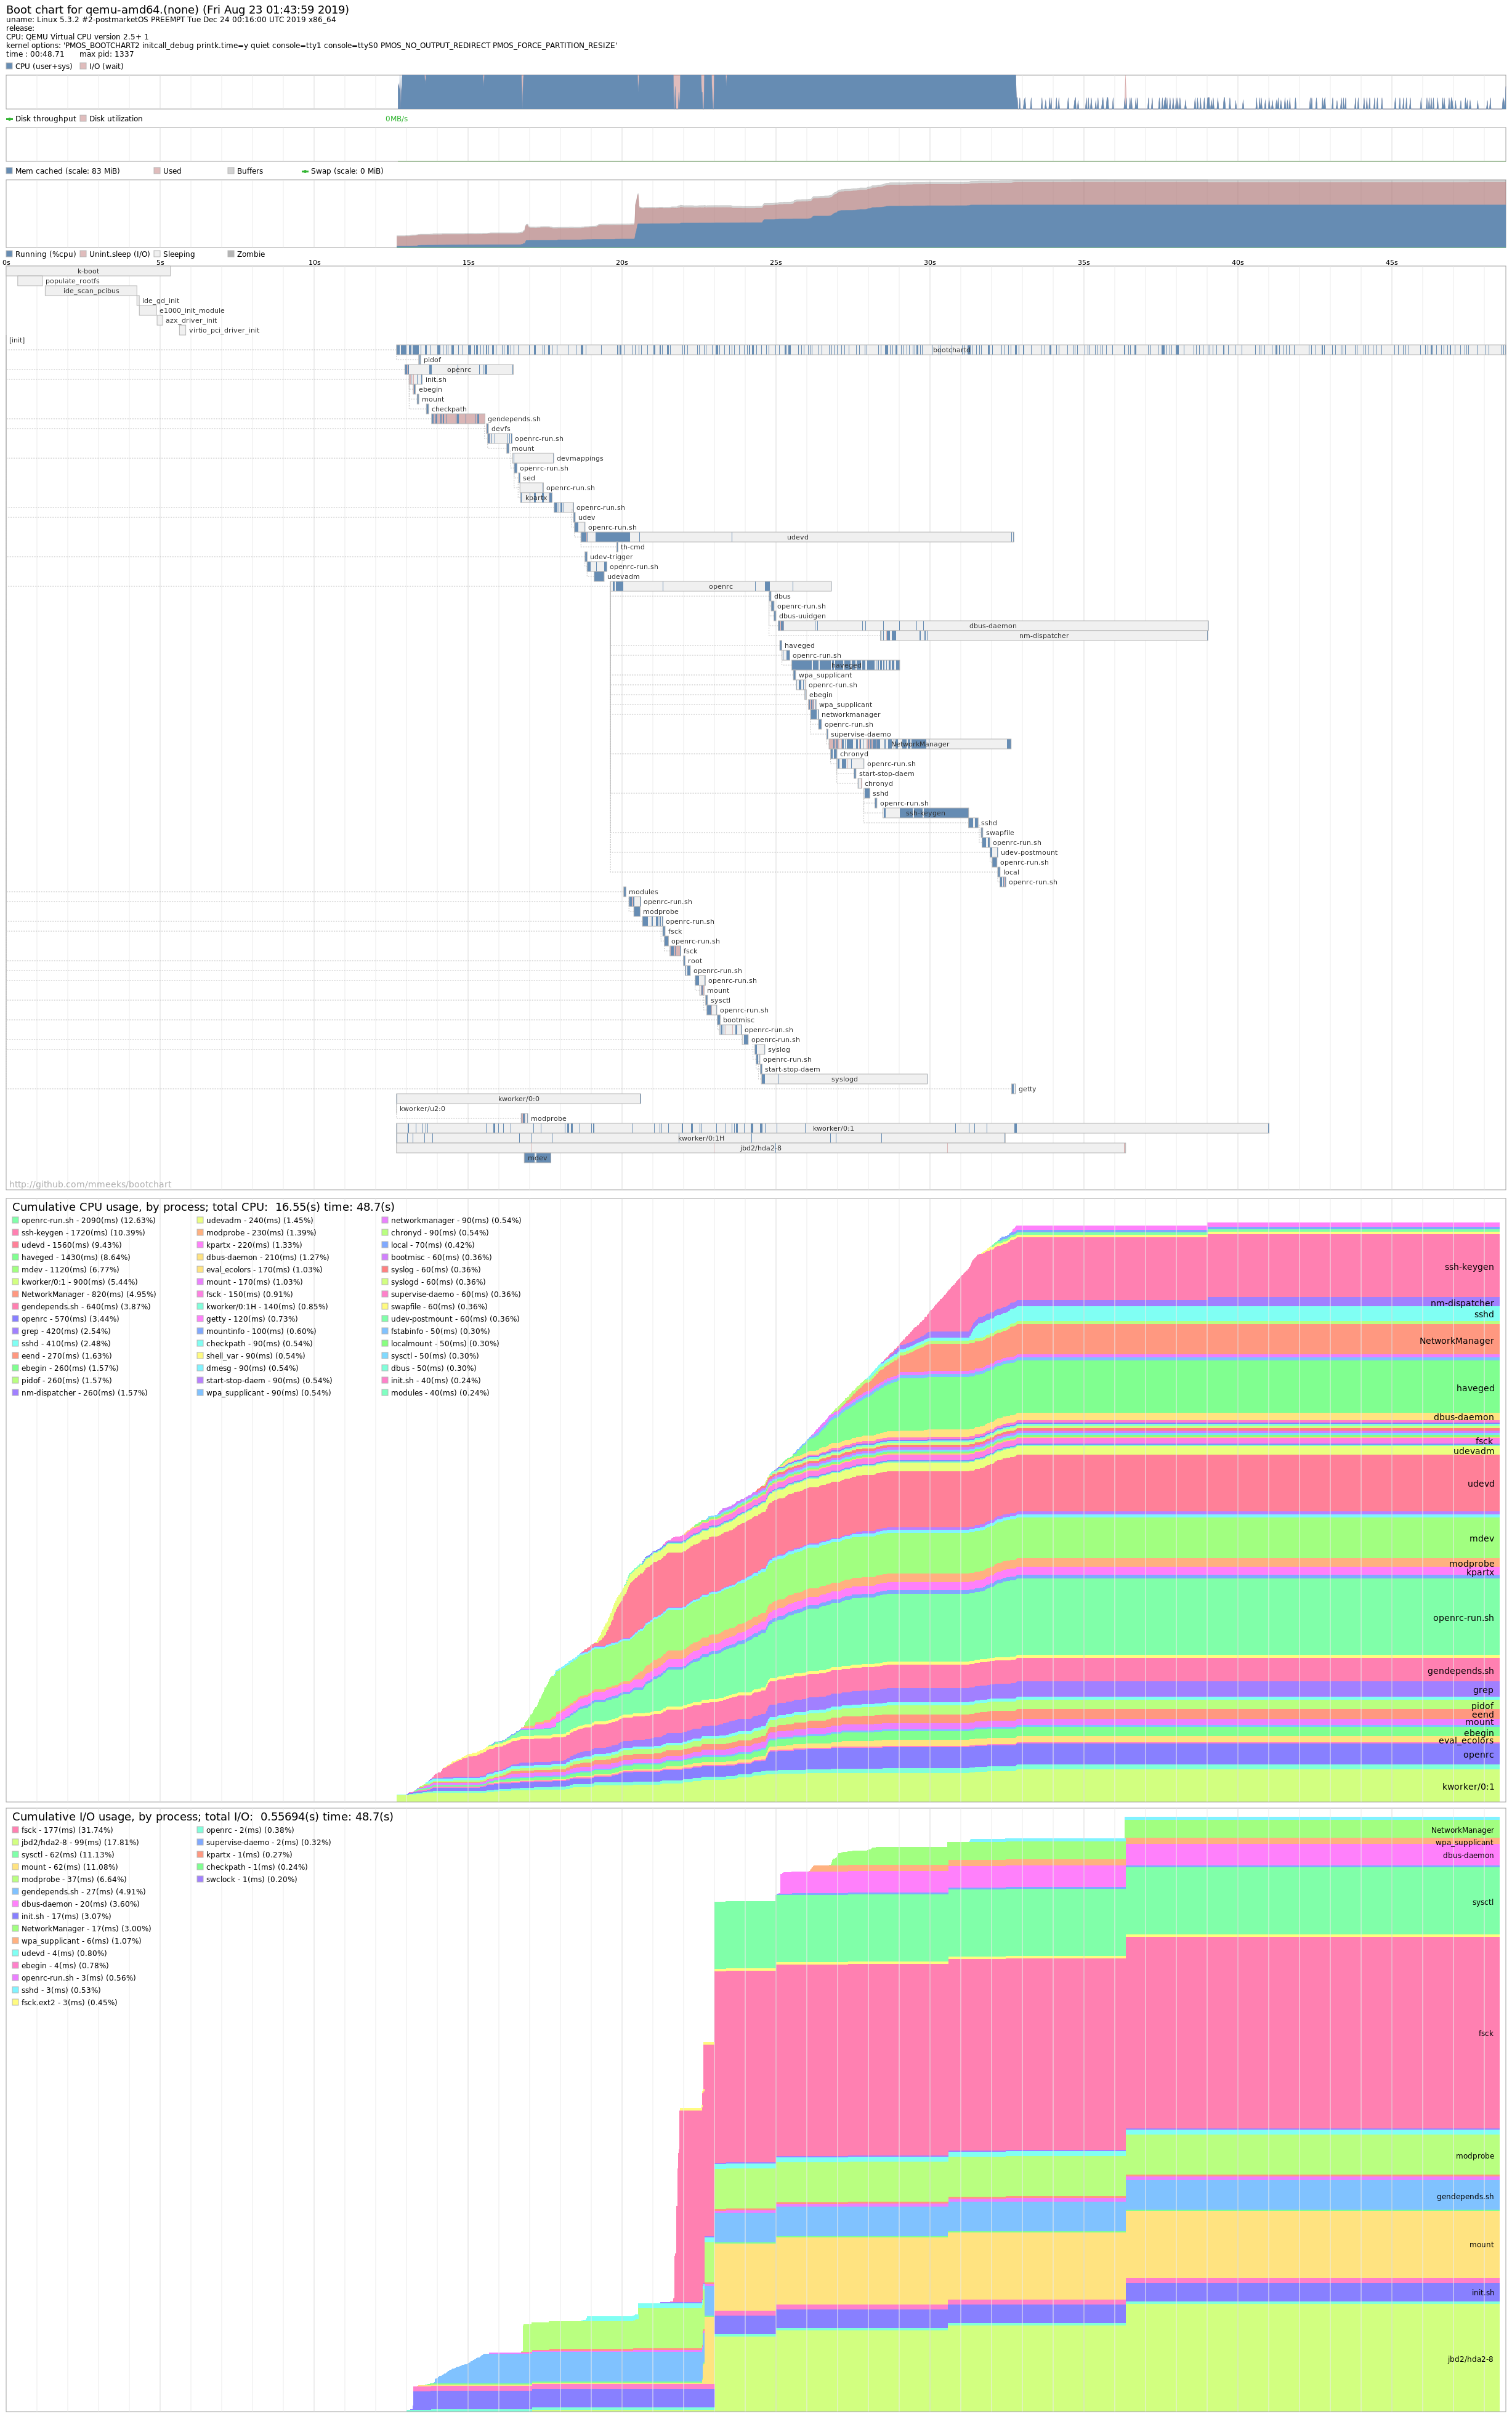 Boot chart for qemu-amd64.(none) (Fri Aug 23 01:43:59 2019)
uname: Linux 5.3.2 #2-postmarketOS PREEMPT Tue Dec 24 00:16:00 UTC 2019 x86_64
release:
CPU: QEMU Virtual CPU version 2.5+ 1
kernel options: 'PMOS_BOOTCHART2 initcall_debug printk.time=y quiet console=tty1 console=ttyS0 PMOS_NO_OUTPUT_REDIRECT PMOS_FORCE_PARTITION_RESIZE'
time : 00:48.71 max pid: 1337
CPU (user+sys) I/O (wait)
Disk throughput Disk utilization 0MB/s
Mem cached (scale: 83 MiB) Used Buffers Swap (scale: 0 MiB)
Running (%cpu) Unint.sleep (I/O) Sleeping Zombie
0s 5s 10s 15s 20s 25s 30s 35s 40s 45s
k-boot
populate_rootfs
ide_scan_pcibus
ide_gd_init
e1000_init_module
azx_driver_init
virtio_pci_driver_init
[init]
bootchartd
pidof
openrc
init.sh
ebegin
mount
checkpath
gendepends.sh
devfs
openrc-run.sh
mount
devmappings
openrc-run.sh
sed
openrc-run.sh
kpartx
openrc-run.sh
udev
openrc-run.sh
udevd
th-cmd
udev-trigger
openrc-run.sh
udevadm
openrc
dbus
openrc-run.sh
dbus-uuidgen
dbus-daemon
nm-dispatcher
haveged
openrc-run.sh
haveged
wpa_supplicant
openrc-run.sh
ebegin
wpa_supplicant
networkmanager
openrc-run.sh
supervise-daemo
NetworkManager
chronyd
openrc-run.sh
start-stop-daem
chronyd
sshd
openrc-run.sh
ssh-keygen
sshd
swapfile
openrc-run.sh
udev-postmount
openrc-run.sh
local
openrc-run.sh
modules
openrc-run.sh
modprobe
openrc-run.sh
fsck
openrc-run.sh
fsck
root
openrc-run.sh
openrc-run.sh
mount
sysctl
openrc-run.sh
bootmisc
openrc-run.sh
openrc-run.sh
syslog
openrc-run.sh
start-stop-daem
syslogd
getty
kworker/0:0
kworker/u2:0
modprobe
kworker/0:1
kworker/0:1H
jbd2/hda2-8
mdev
http://github.com/mmeeks/bootchart
Cumulative CPU usage, by process; total CPU: 16.55(s) time: 48.7(s)
openrc-run.sh - 2090(ms) (12.63%) udevadm - 240(ms) (1.45%) networkmanager - 90(ms) (0.54%)
ssh-keygen - 1720(ms) (10.39%) modprobe - 230(ms) (1.39%) chronyd - 90(ms) (0.54%)
udevd - 1560(ms) (9.43%) kpartx - 220(ms) (1.33%) local - 70(ms) (0.42%)
haveged - 1430(ms) (8.64%) dbus-daemon - 210(ms) (1.27%) bootmisc - 60(ms) (0.36%)
mdev - 1120(ms) (6.77%) eval_ecolors - 170(ms) (1.03%) syslog - 60(ms) (0.36%)
kworker/0:1 - 900(ms) (5.44%) mount - 170(ms) (1.03%) syslogd - 60(ms) (0.36%)
NetworkManager - 820(ms) (4.95%) fsck - 150(ms) (0.91%) supervise-daemo - 60(ms) (0.36%)
gendepends.sh - 640(ms) (3.87%) kworker/0:1H - 140(ms) (0.85%) swapfile - 60(ms) (0.36%)
openrc - 570(ms) (3.44%) getty - 120(ms) (0.73%) udev-postmount - 60(ms) (0.36%)
grep - 420(ms) (2.54%) mountinfo - 100(ms) (0.60%) fstabinfo - 50(ms) (0.30%)
sshd - 410(ms) (2.48%) checkpath - 90(ms) (0.54%) localmount - 50(ms) (0.30%)
eend - 270(ms) (1.63%) shell_var - 90(ms) (0.54%) sysctl - 50(ms) (0.30%)
ebegin - 260(ms) (1.57%) dmesg - 90(ms) (0.54%) dbus - 50(ms) (0.30%)
pidof - 260(ms) (1.57%) start-stop-daem - 90(ms) (0.54%) init.sh - 40(ms) (0.24%)
nm-dispatcher - 260(ms) (1.57%) wpa_supplicant - 90(ms) (0.54%) modules - 40(ms) (0.24%)
ssh-keygen
nm-dispatcher
sshd
NetworkManager
haveged
dbus-daemon
fsck
udevadm
udevd
mdev
modprobe
kpartx
openrc-run.sh
gendepends.sh
grep
pidof
eend
mount
ebegin
eval_ecolors
openrc
kworker/0:1
Cumulative I/O usage, by process; total I/O: 0.55694(s) time: 48.7(s)
fsck - 177(ms) (31.74%) openrc - 2(ms) (0.38%)
jbd2/hda2-8 - 99(ms) (17.81%) supervise-daemo - 2(ms) (0.32%)
sysctl - 62(ms) (11.13%) kpartx - 1(ms) (0.27%)
mount - 62(ms) (11.08%) checkpath - 1(ms) (0.24%)
modprobe - 37(ms) (6.64%) swclock - 1(ms) (0.20%)
gendepends.sh - 27(ms) (4.91%)
dbus-daemon - 20(ms) (3.60%)
init.sh - 17(ms) (3.07%)
NetworkManager - 17(ms) (3.00%)
wpa_supplicant - 6(ms) (1.07%)
udevd - 4(ms) (0.80%)
ebegin - 4(ms) (0.78%)
openrc-run.sh - 3(ms) (0.56%)
sshd - 3(ms) (0.53%)
fsck.ext2 - 3(ms) (0.45%)
NetworkManager
wpa_supplicant
dbus-daemon
sysctl
fsck
modprobe
gendepends.sh
mount
init.sh
jbd2/hda2-8